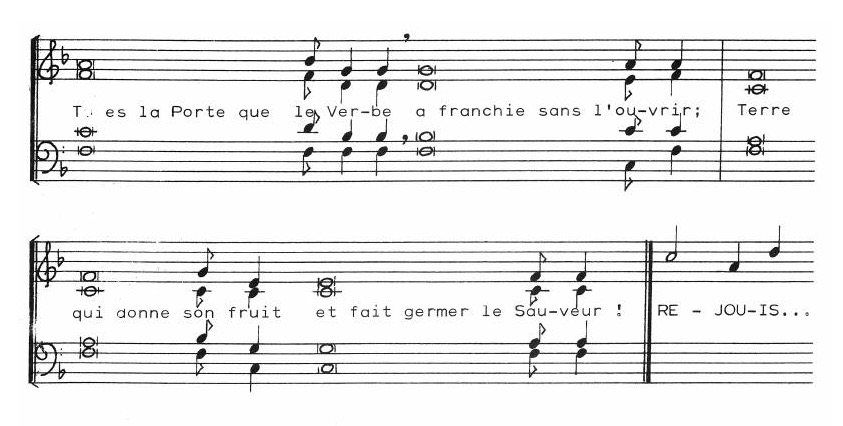 Tu es la Porte que le Ver-be a franchie sans l'ou-vrir; Terre
qui donne son fruit et fait germer le Sau-veur ! RE - JOU-IS...